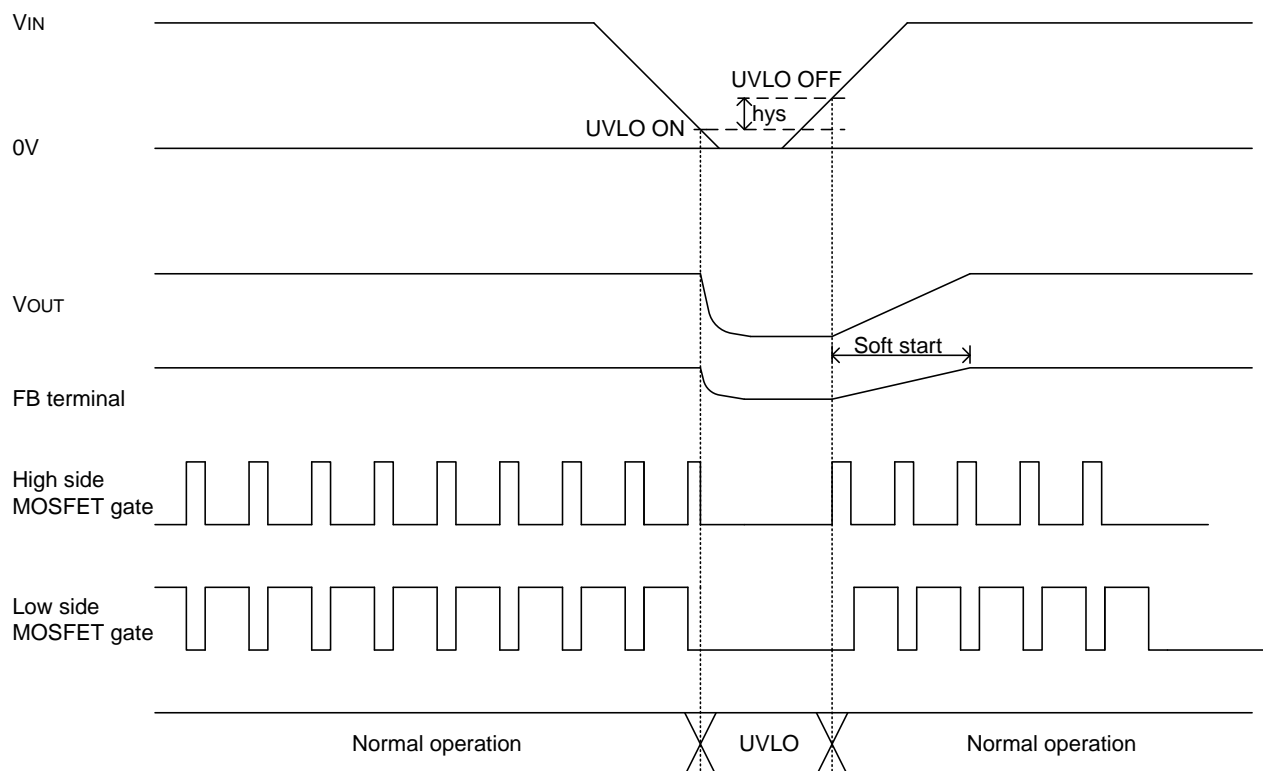 VIN
UVLO OFF
hys
UVLO ON
0V
VOUT
Soft start
FB terminal
High side
MOSFET gate
Low side
MOSFET gate
Normal operation
UVLO
Normal operation